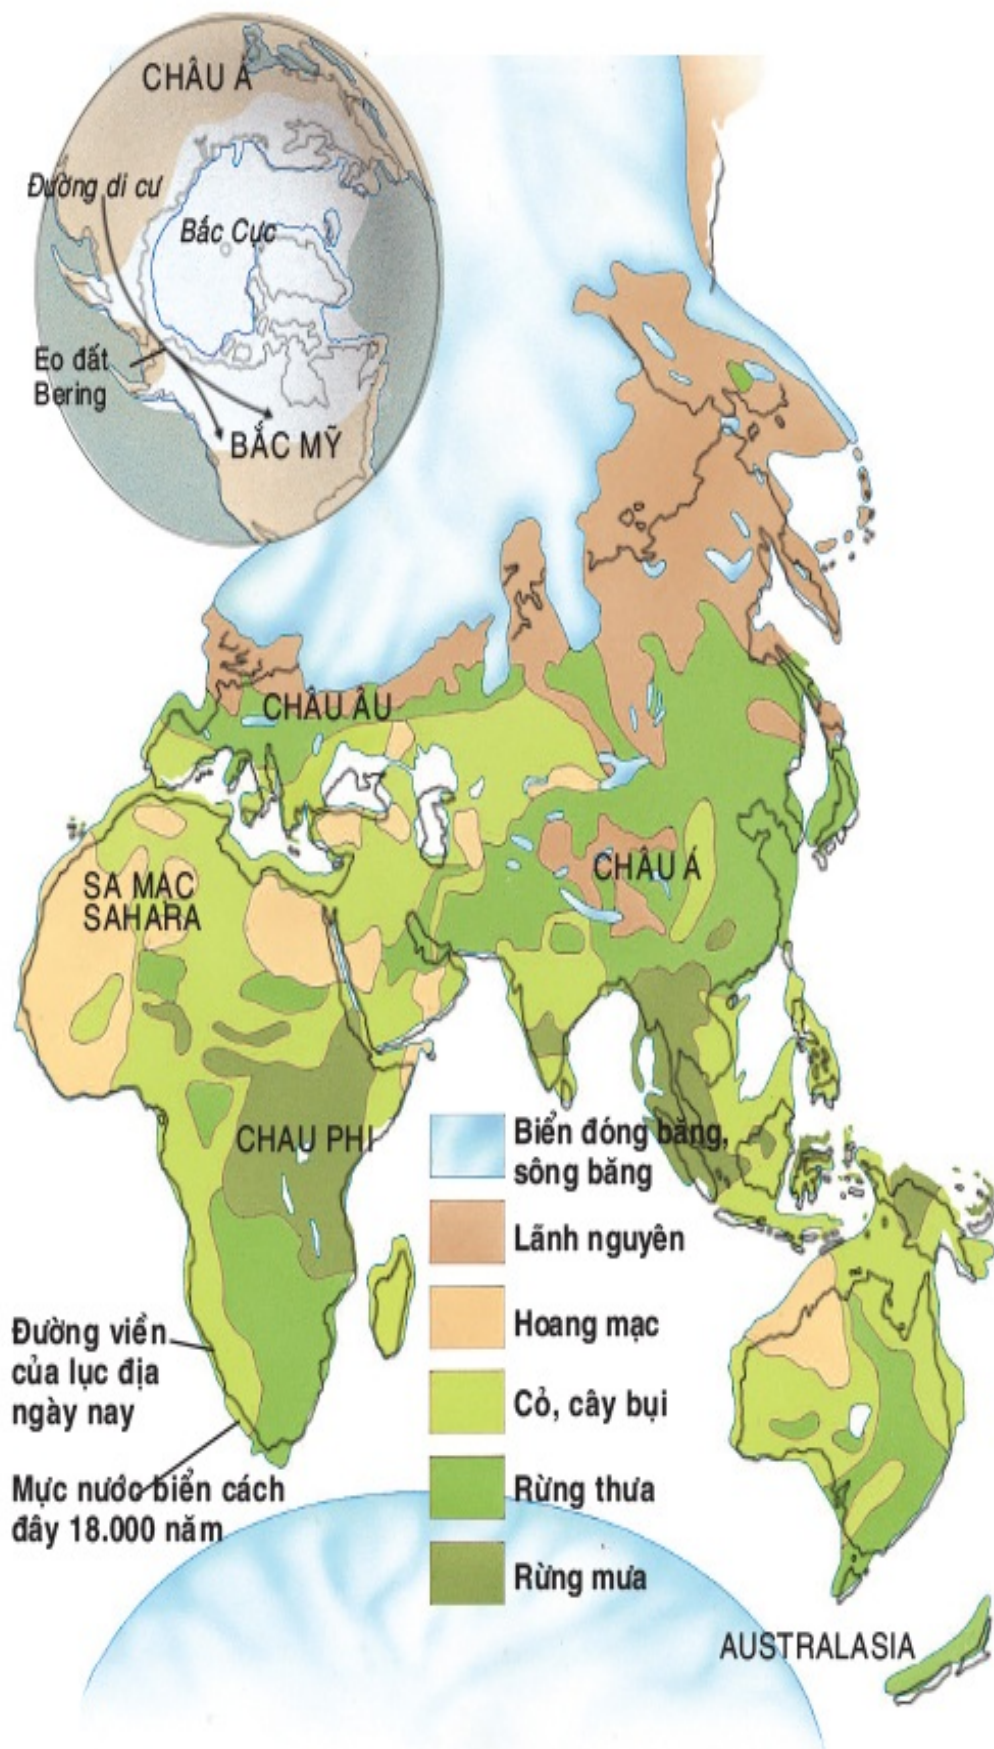 CHÂU Á
Đường di cư
Bắc Cực
Eo đất
Bering
BẮC MỸ
CHÂU ÂU
SA MẠC
SAHARA
CHÂU Á
CHAU PHI
Biển đóng băng,
sông băng
Lãnh nguyên
Hoang mạc
Cỏ, cây bụi
Rừng thưa
Rừng mưa
Đường viền
của lục địa
ngày nay
Mực nước biển cách
đây 18.000 năm
AUSTRALASIA